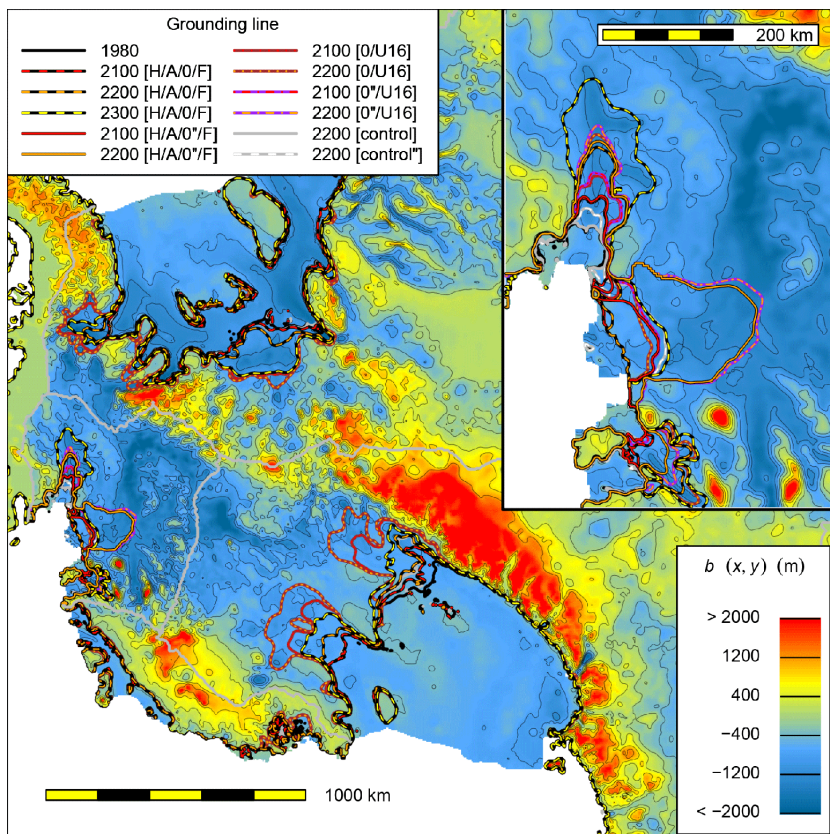 Grounding line
1980
2100 [H/A/0/F]
2200 [H/A/0/F]
2300 [H/A/0/F]
2100 [H/A/0"/F]
2200 [H/A/0"/F]
2100 [0/U16]
2200 [0/U16]
2100 [0"/U16]
2200 [0"/U16]
2200 [control]
2200 [control"]
200 km
b (x, y) (m)
> 2000
1200
400
−400
−1200
< −2000
1000 km